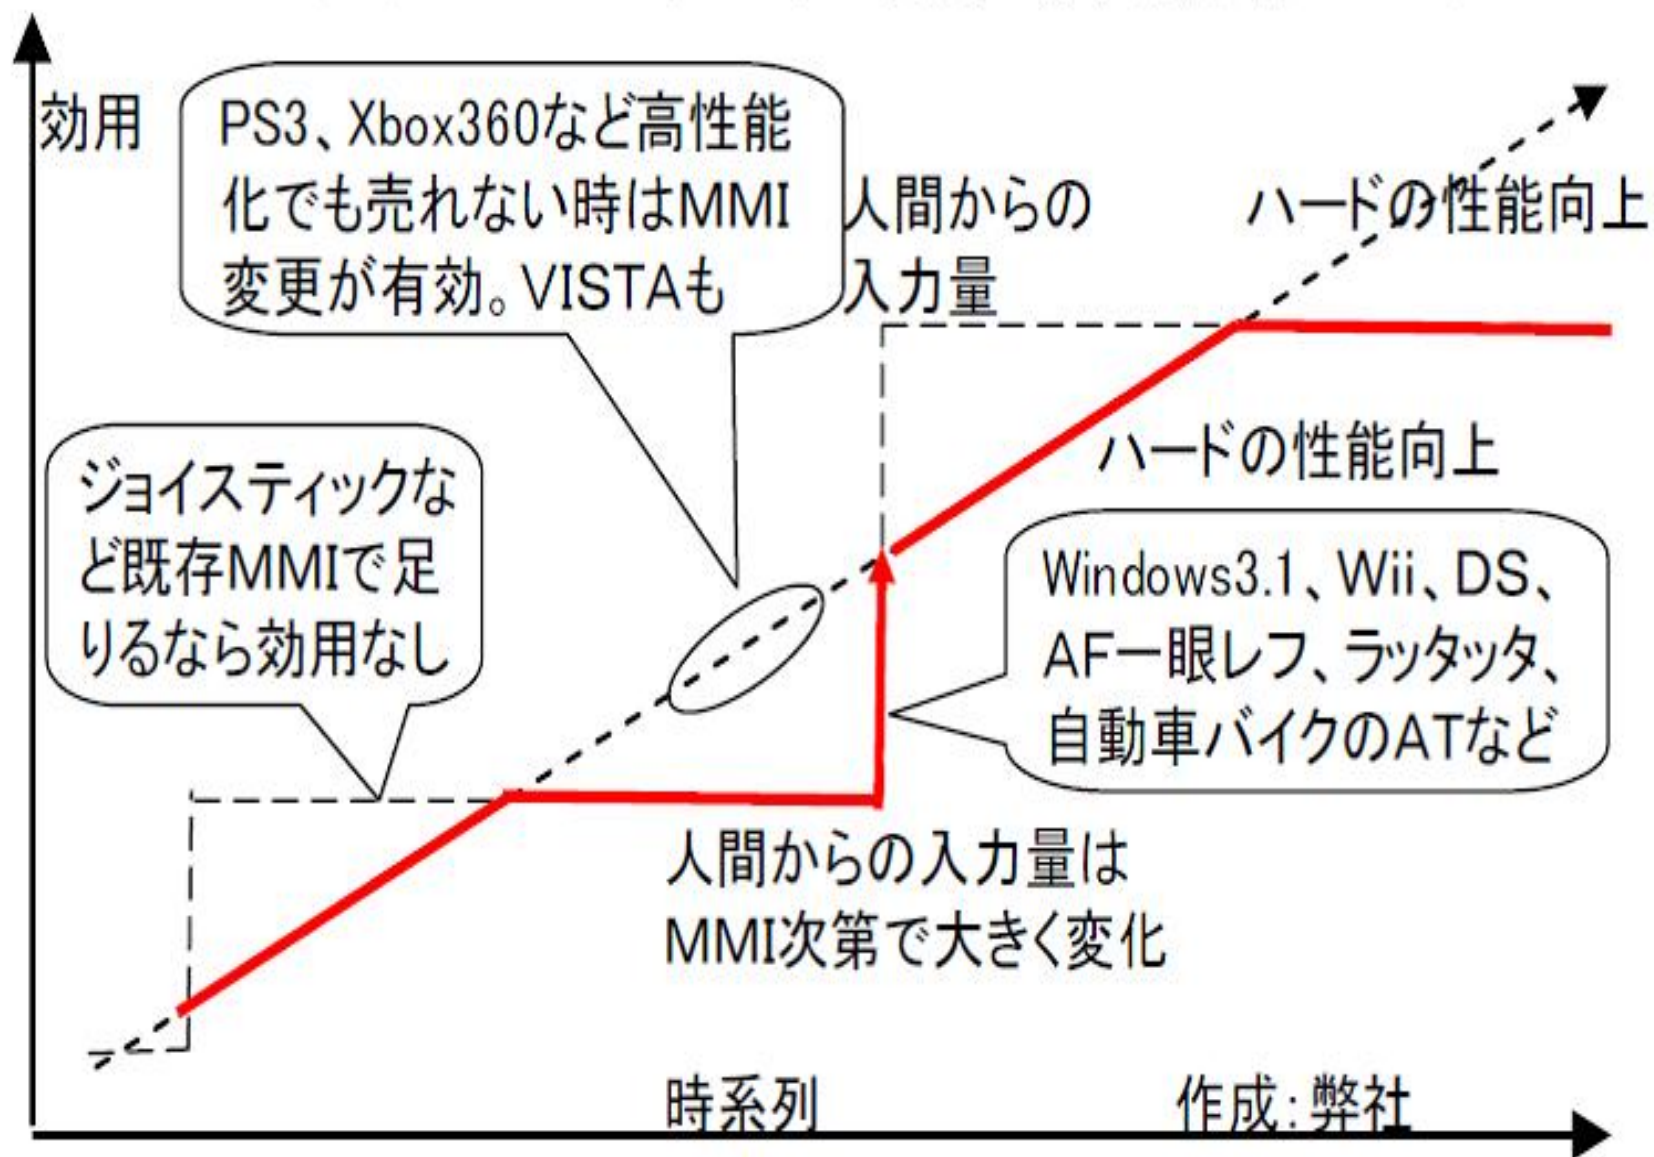 効用
PS3、Xbox360など高性能
化でも売れない時はMMI
変更が有効。VISTAも
人間からの
入力量
ハードの性能向上
ジョイスティックな
ど既存MMIで足
りるなら効用なし
ハードの性能向上
Windows3.1、Wii、DS、
AF一眼レフ、ラッタッタ、
自動車バイクのATなど
人間からの入力量は
MMI次第で大きく変化
時系列
作成：弊社